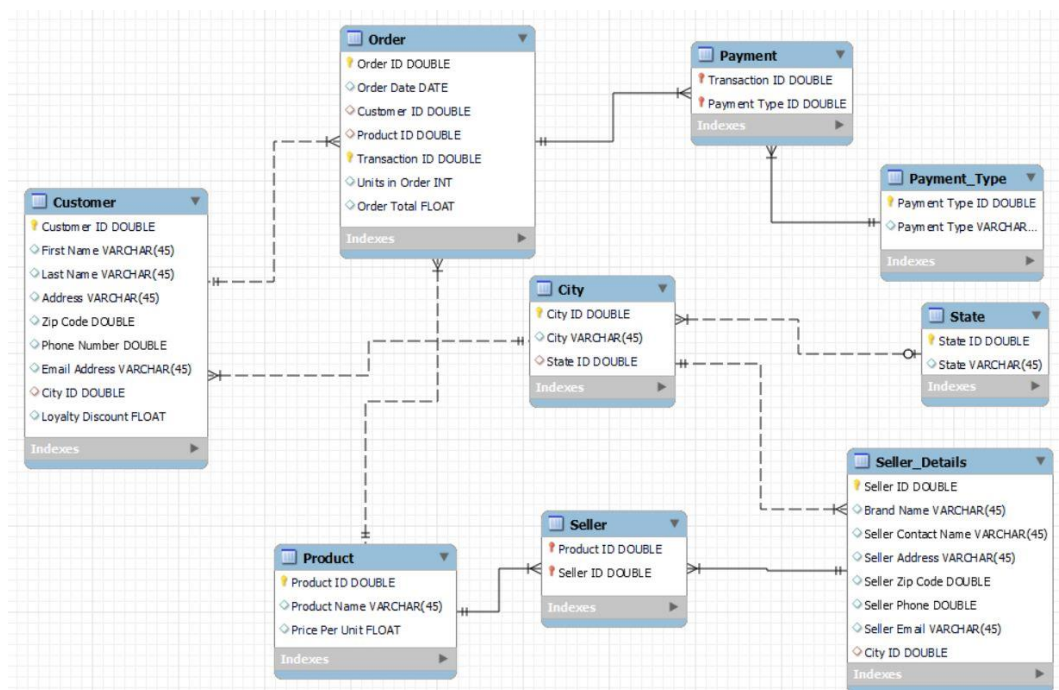 Order
Order ID DOUBLE
Order Date DATE
Customer ID DOUBLE
Product ID DOUBLE
Transaction ID DOUBLE
Units in Order INT
Order Total FLOAT
Indexes
Payment
Transaction ID DOUBLE
Payment Type ID DOUBLE
Indexes
Payment_Type
Payment Type ID DOUBLE
Payment Type VARCHAR...
Indexes
Customer
Customer ID DOUBLE
First Name VARCHAR(45)
Last Name VARCHAR(45)
Address VARCHAR(45)
Zip Code DOUBLE
Phone Number DOUBLE
Email Address VARCHAR(45)
City ID DOUBLE
Loyalty Discount FLOAT
Indexes
City
City ID DOUBLE
City VARCHAR(45)
State ID DOUBLE
Indexes
State
State ID DOUBLE
State VARCHAR(45)
Indexes
Seller_Details
Seller ID DOUBLE
Brand Name VARCHAR(45)
Seller Contact Name VARCHAR(45)
Seller Address VARCHAR(45)
Seller Zip Code DOUBLE
Seller Phone DOUBLE
Seller Email VARCHAR(45)
City ID DOUBLE
Indexes
Seller
Product ID DOUBLE
Seller ID DOUBLE
Indexes
Product
Product ID DOUBLE
Product Name VARCHAR(45)
Price Per Unit FLOAT
Indexes